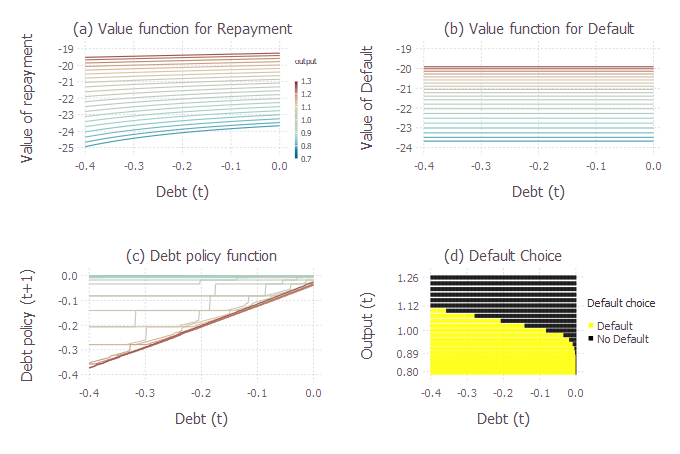 (a) Value function for Repayment
Value of repayment
-19
-20
-21
-22
-23
-24
-25
-0.4 -0.3 -0.2 -0.1 0.0
Debt (t)
output
1.3
1.2
1.1
1.0
0.9
0.8
0.7
(b) Value function for Default
Value of Default
-19
-20
-21
-22
-23
-24
-0.4 -0.3 -0.2 -0.1 0.0
Debt (t)
(c) Debt policy function
Debt policy (t+1)
0.0
-0.1
-0.2
-0.3
-0.4
-0.4 -0.3 -0.2 -0.1 0.0
Debt (t)
(d) Default Choice
Output (t)
1.26
1.12
1.00
0.89
0.80
-0.4 -0.3 -0.2 -0.1 0.0
Debt (t)
Default choice
Default
No Default